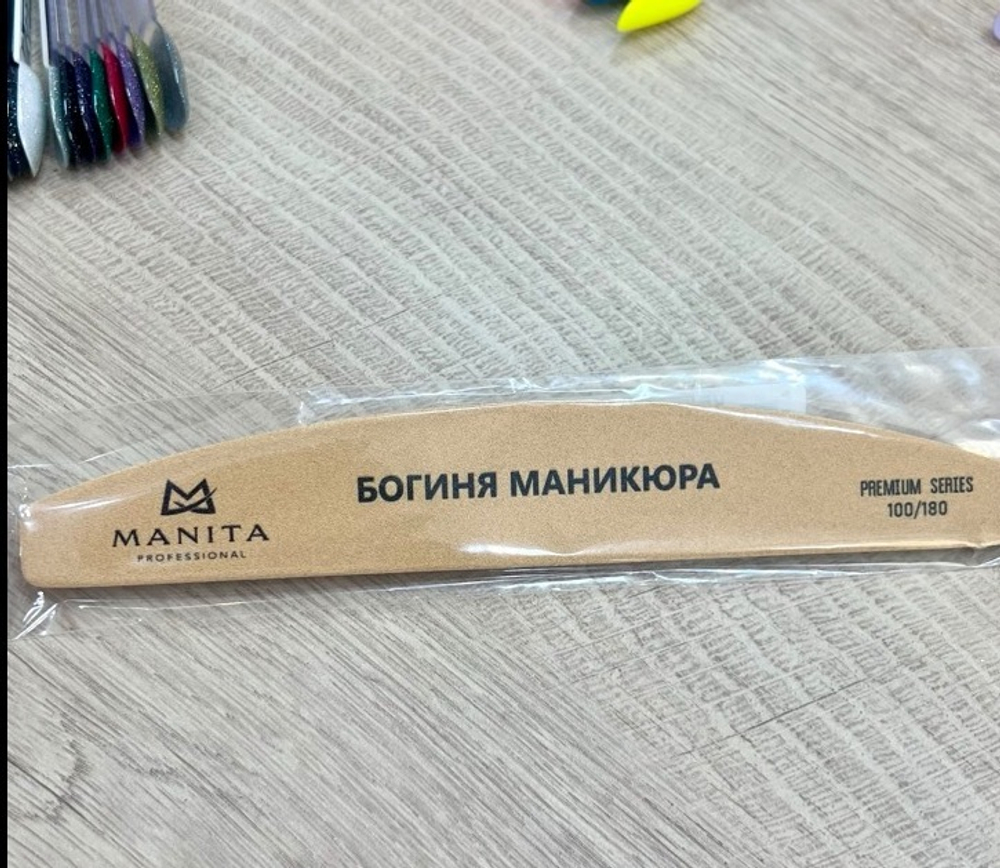 БОГИНЯ МАНИКЮРА
MANITA
PROFESSIONAL
PREMIUM SERIES
100/180